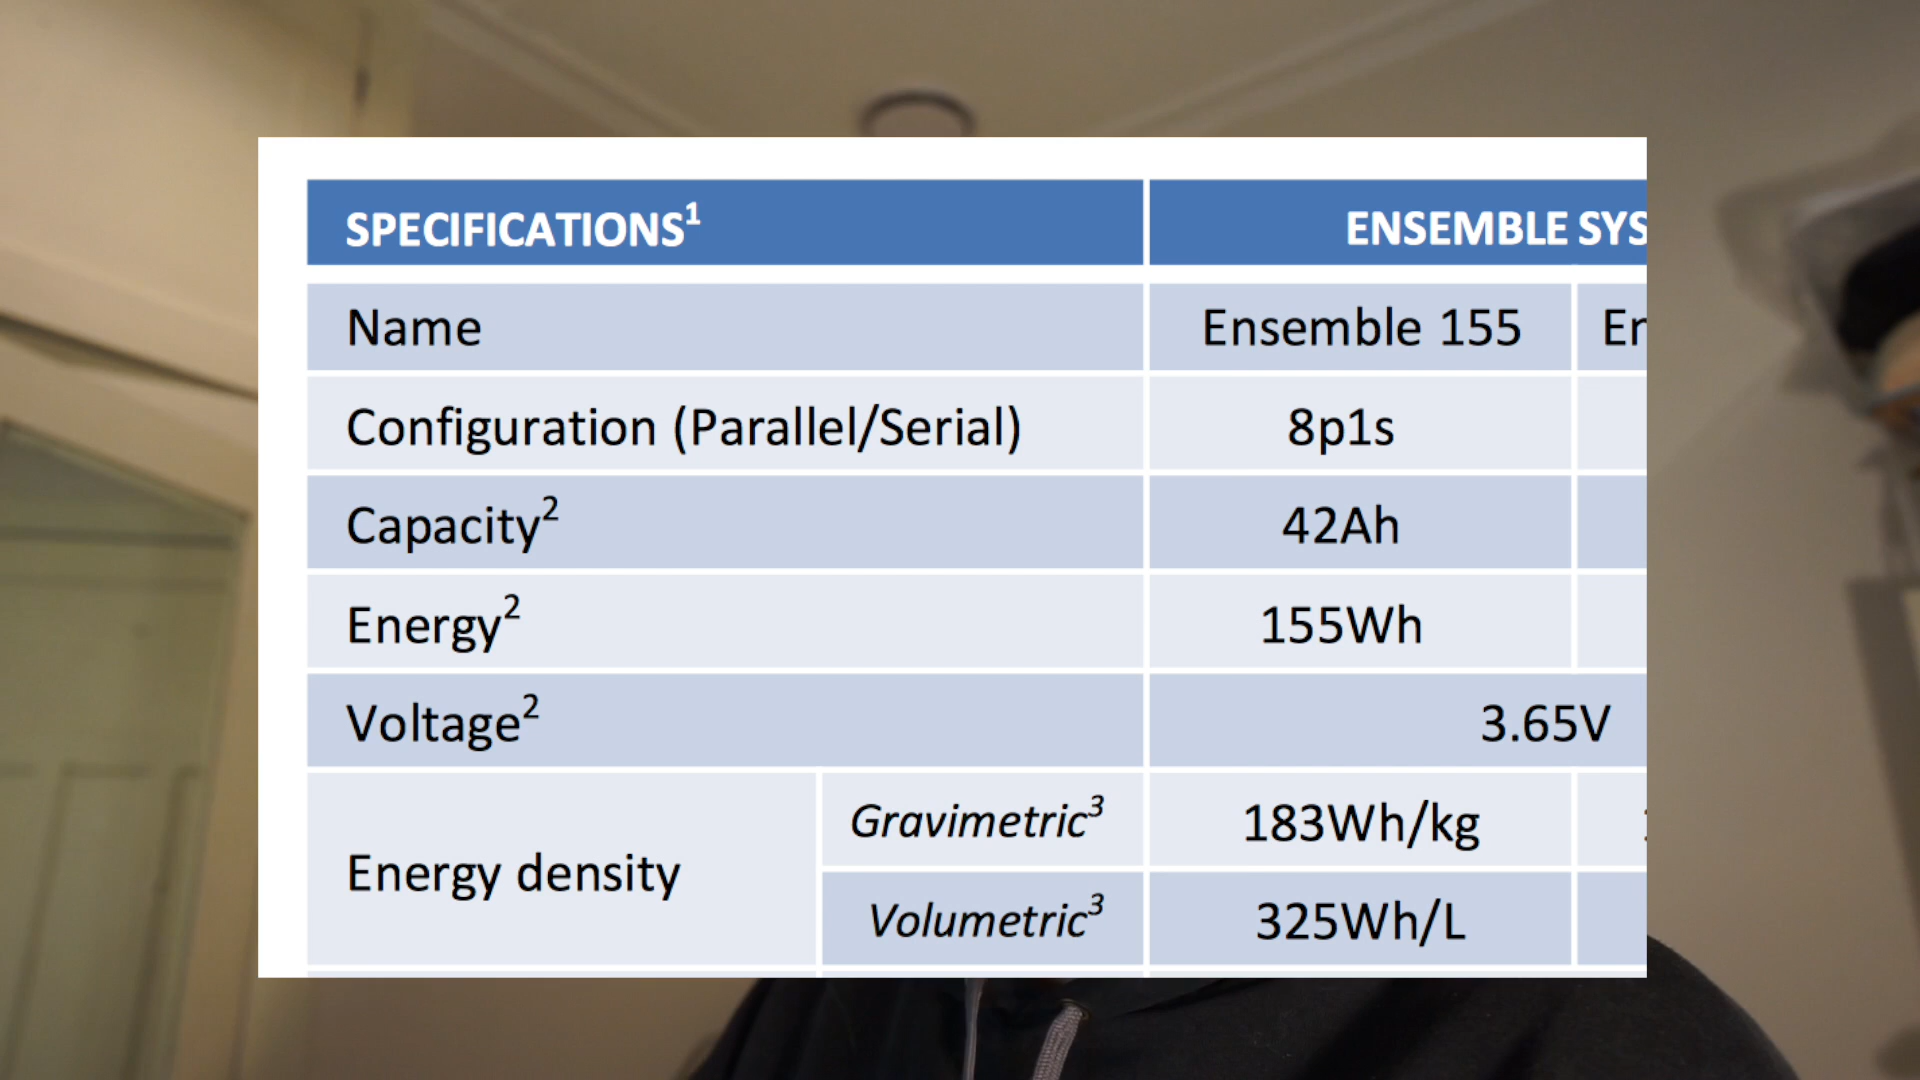 SPECIFICATIONS¹ ENSEMBLE SYS
Name Ensemble 155 En
Configuration (Parallel/Serial) 8p1s
Capacity² 42Ah
Energy² 155Wh
Voltage² 3.65V
Energy density
Gravimetric³ 183Wh/kg
Volumetric³ 325Wh/L